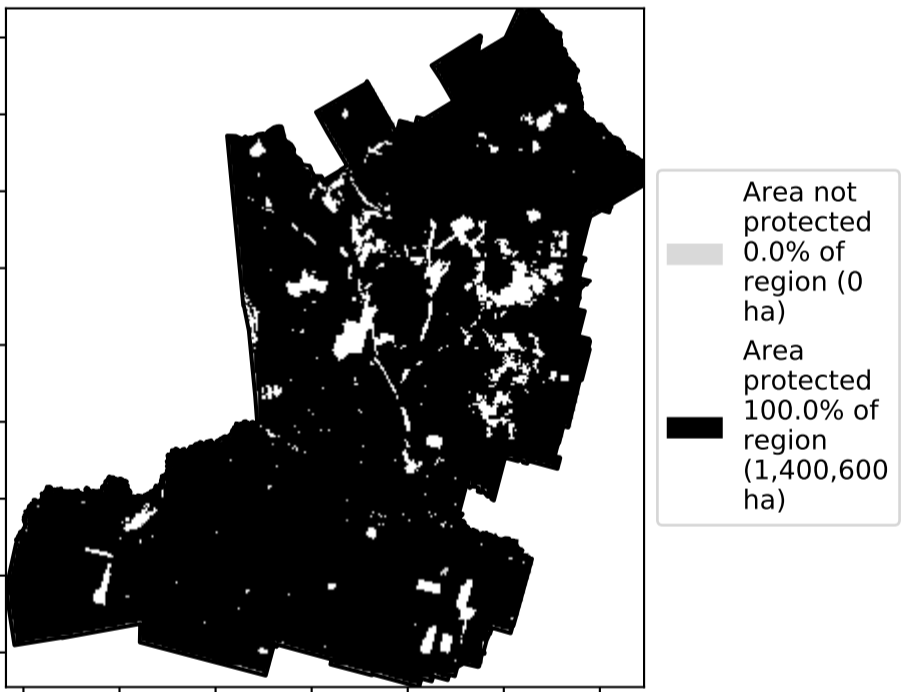 Area not
protected
0.0% of
region (0
ha)
Area
protected
100.0% of
region
(1,400,600
ha)